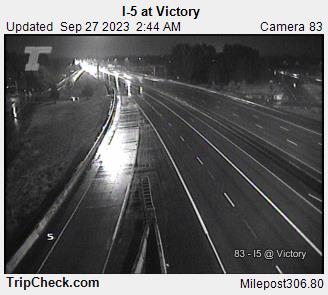 I-5 at Victory
Updated Sep 27 2023 2:44 AM Camera 83
T
S
83 - I5 @ Victory
TripCheck.com Milepost306.80